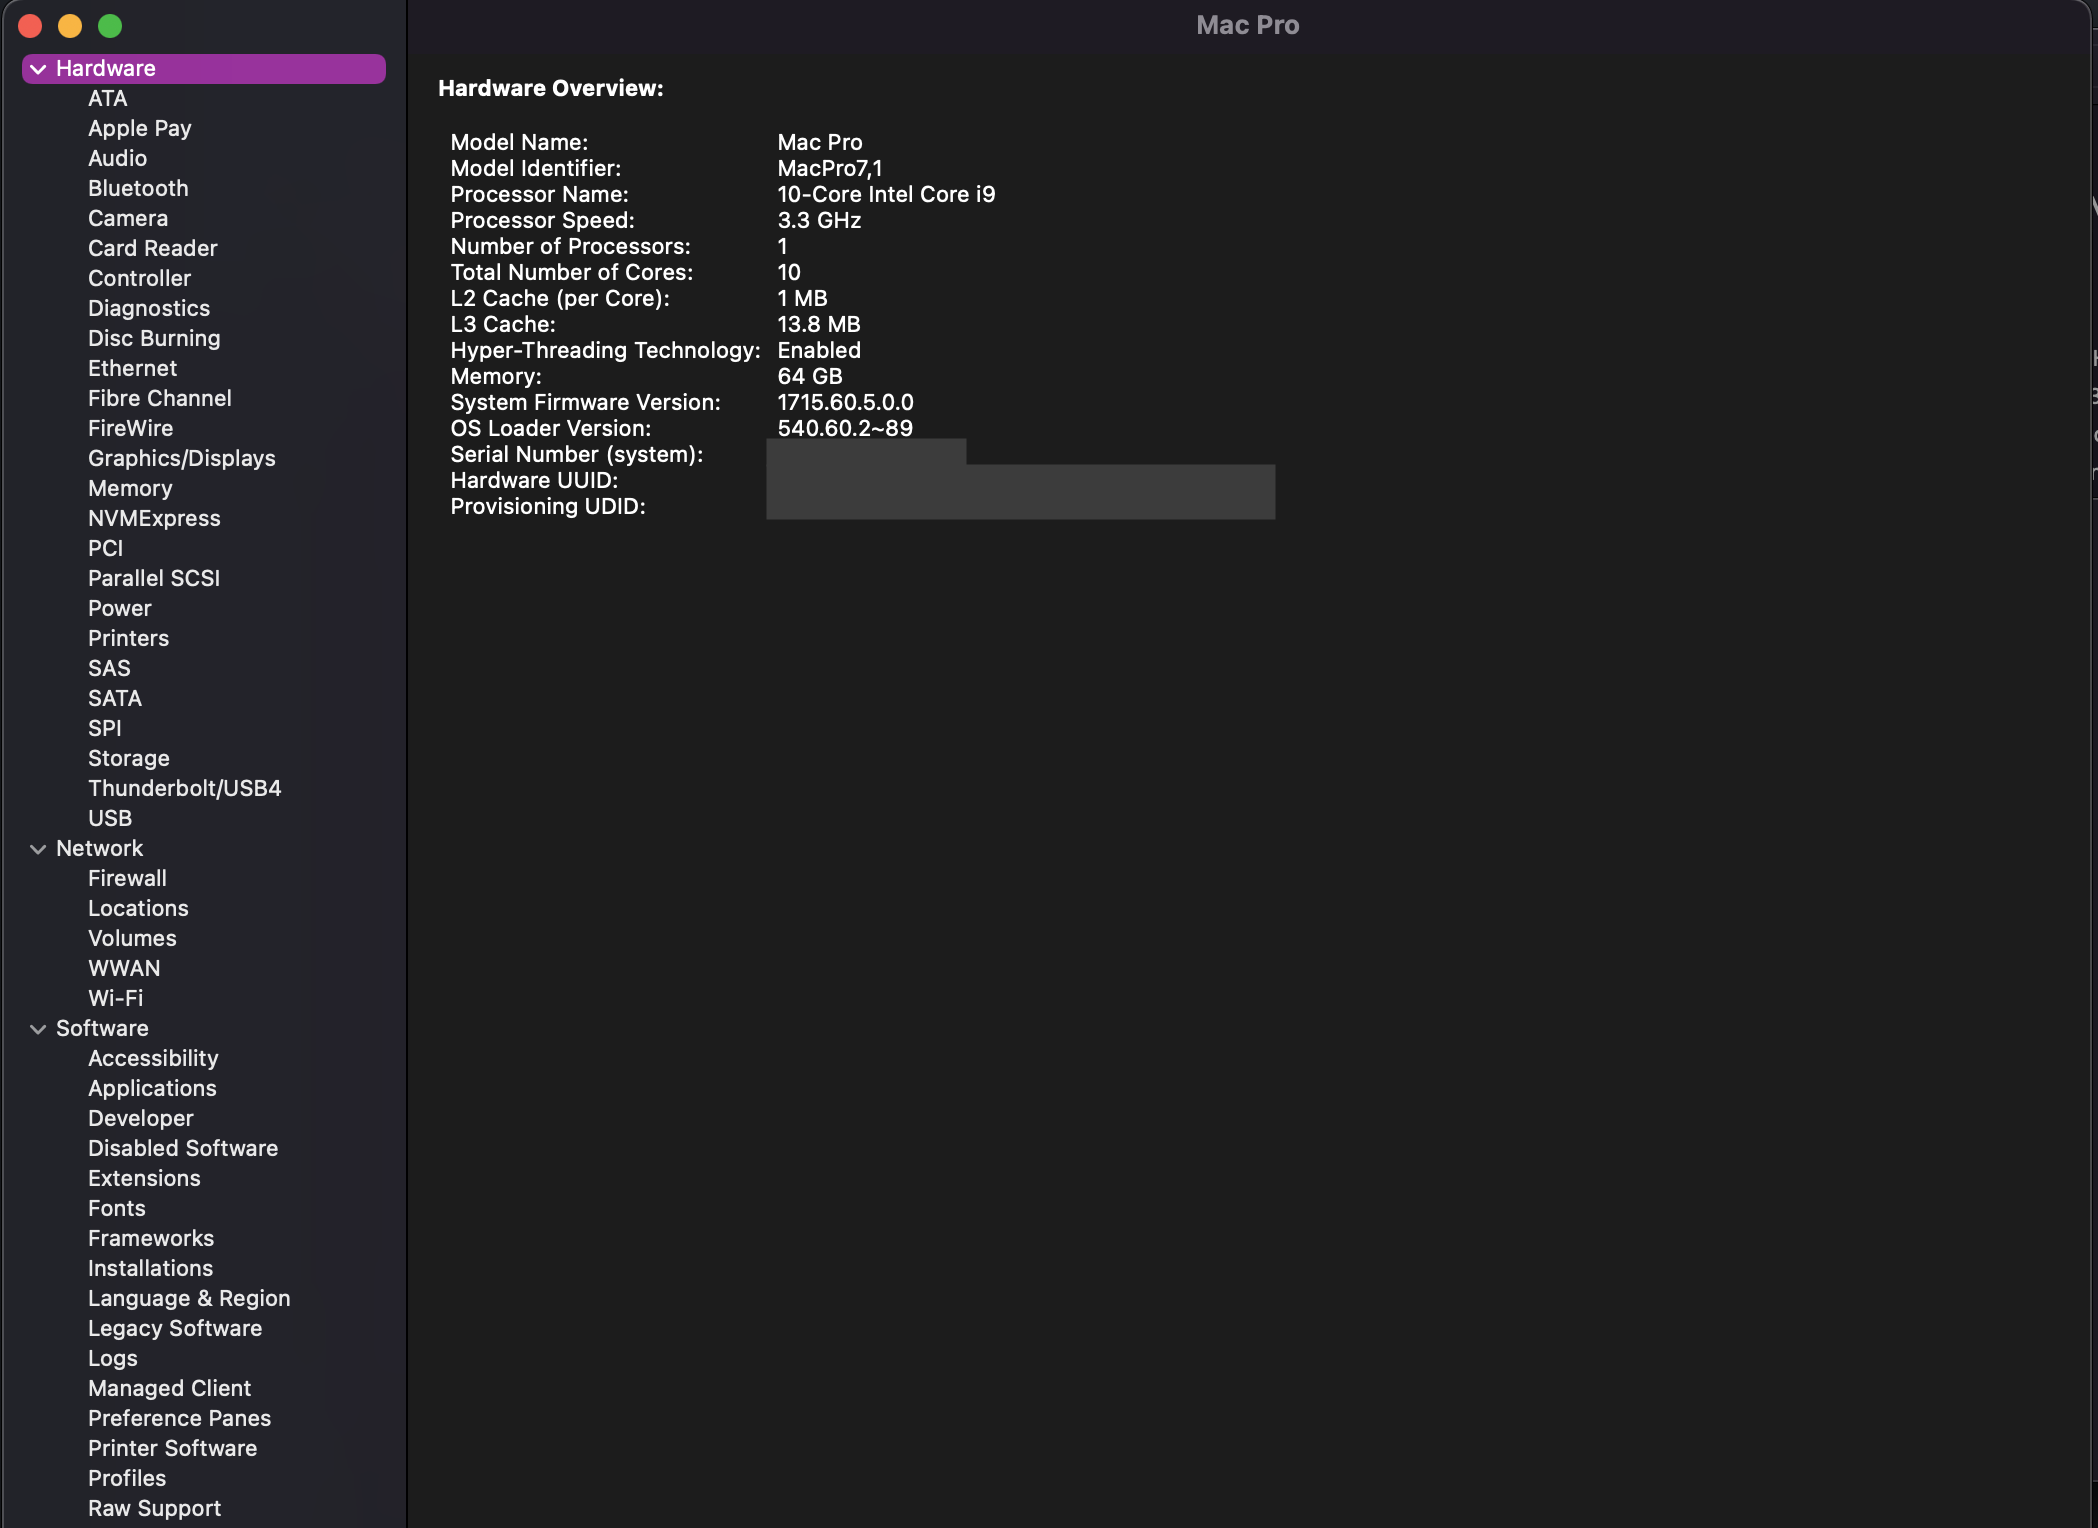 Mac Pro
Hardware
ATA
Apple Pay
Audio
Bluetooth
Camera
Card Reader
Controller
Diagnostics
Disc Burning
Ethernet
Fibre Channel
FireWire
Graphics/Displays
Memory
NVMExpress
PCI
Parallel SCSI
Power
Printers
SAS
SATA
SPI
Storage
Thunderbolt/USB4
USB
Network
Firewall
Locations
Volumes
WWAN
Wi-Fi
Software
Accessibility
Applications
Developer
Disabled Software
Extensions
Fonts
Frameworks
Installations
Language & Region
Legacy Software
Logs
Managed Client
Preference Panes
Printer Software
Profiles
Raw Support
Hardware Overview:
Model Name: Mac Pro
Model Identifier: MacPro7,1
Processor Name: 10-Core Intel Core i9
Processor Speed: 3.3 GHz
Number of Processors: 1
Total Number of Cores: 10
L2 Cache (per Core): 1 MB
L3 Cache: 13.8 MB
Hyper-Threading Technology: Enabled
Memory: 64 GB
System Firmware Version: 1715.60.5.0.0
OS Loader Version: 540.60.2~89
Serial Number (system):
Hardware UUID:
Provisioning UDID: